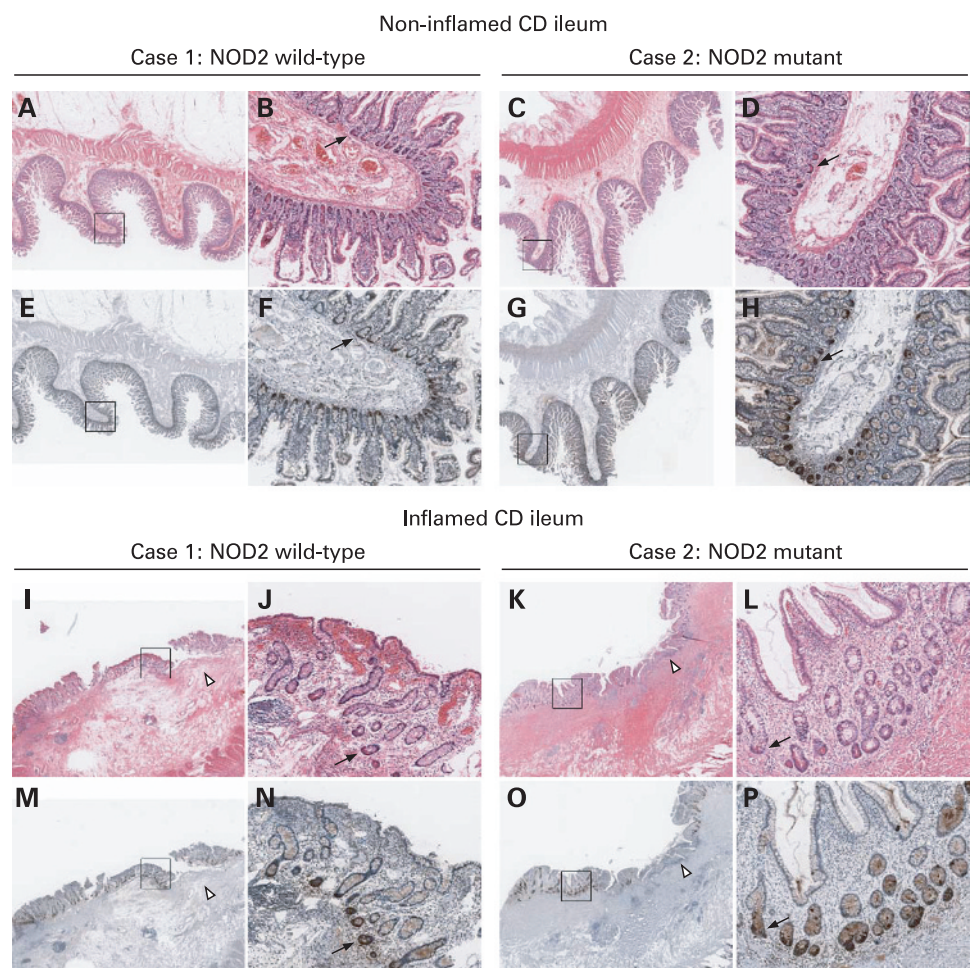 Non-inflamed CD ileum
Case 1: NOD2 wild-type
Case 2: NOD2 mutant
A
B
C
D
E
F
G
H
Inflamed CD ileum
Case 1: NOD2 wild-type
Case 2: NOD2 mutant
I
J
K
L
M
N
O
P